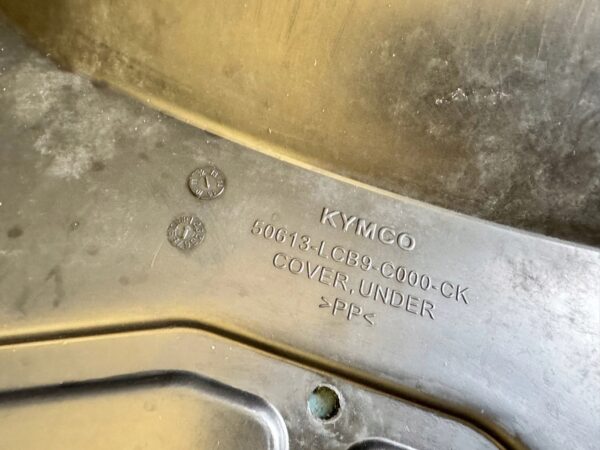 KYMCO
50613-LCB9-C000-CK
COVER,UNDER
>PP<